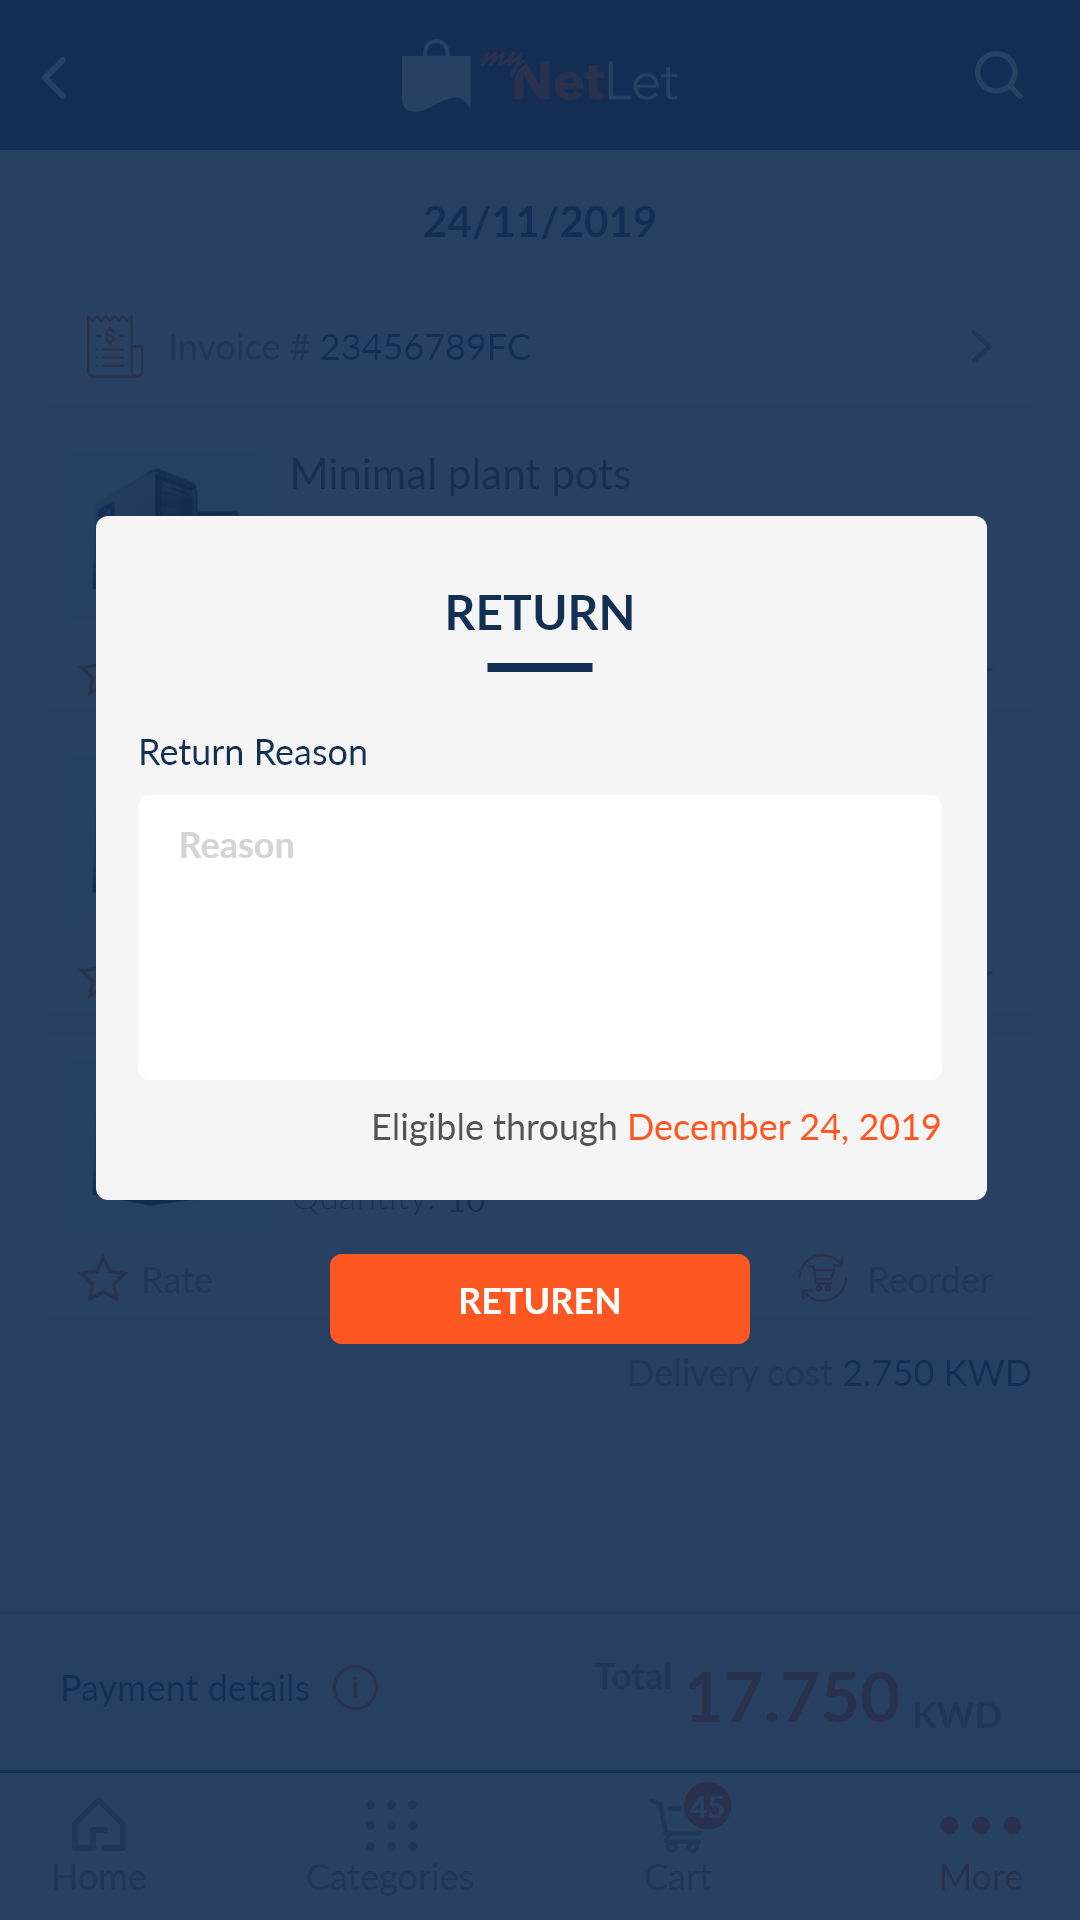 my NetLet
24/11/2019
Invoice # 23456789FC
Minimal plant pots
RETURN
Return Reason
Reason
Eligible through December 24, 2019
Quantity: 10
Rate
Reorder
RETUREN
Delivery cost 2.750 KWD
Payment details
Total 17.750 KWD
45
Home
Categories
Cart
More